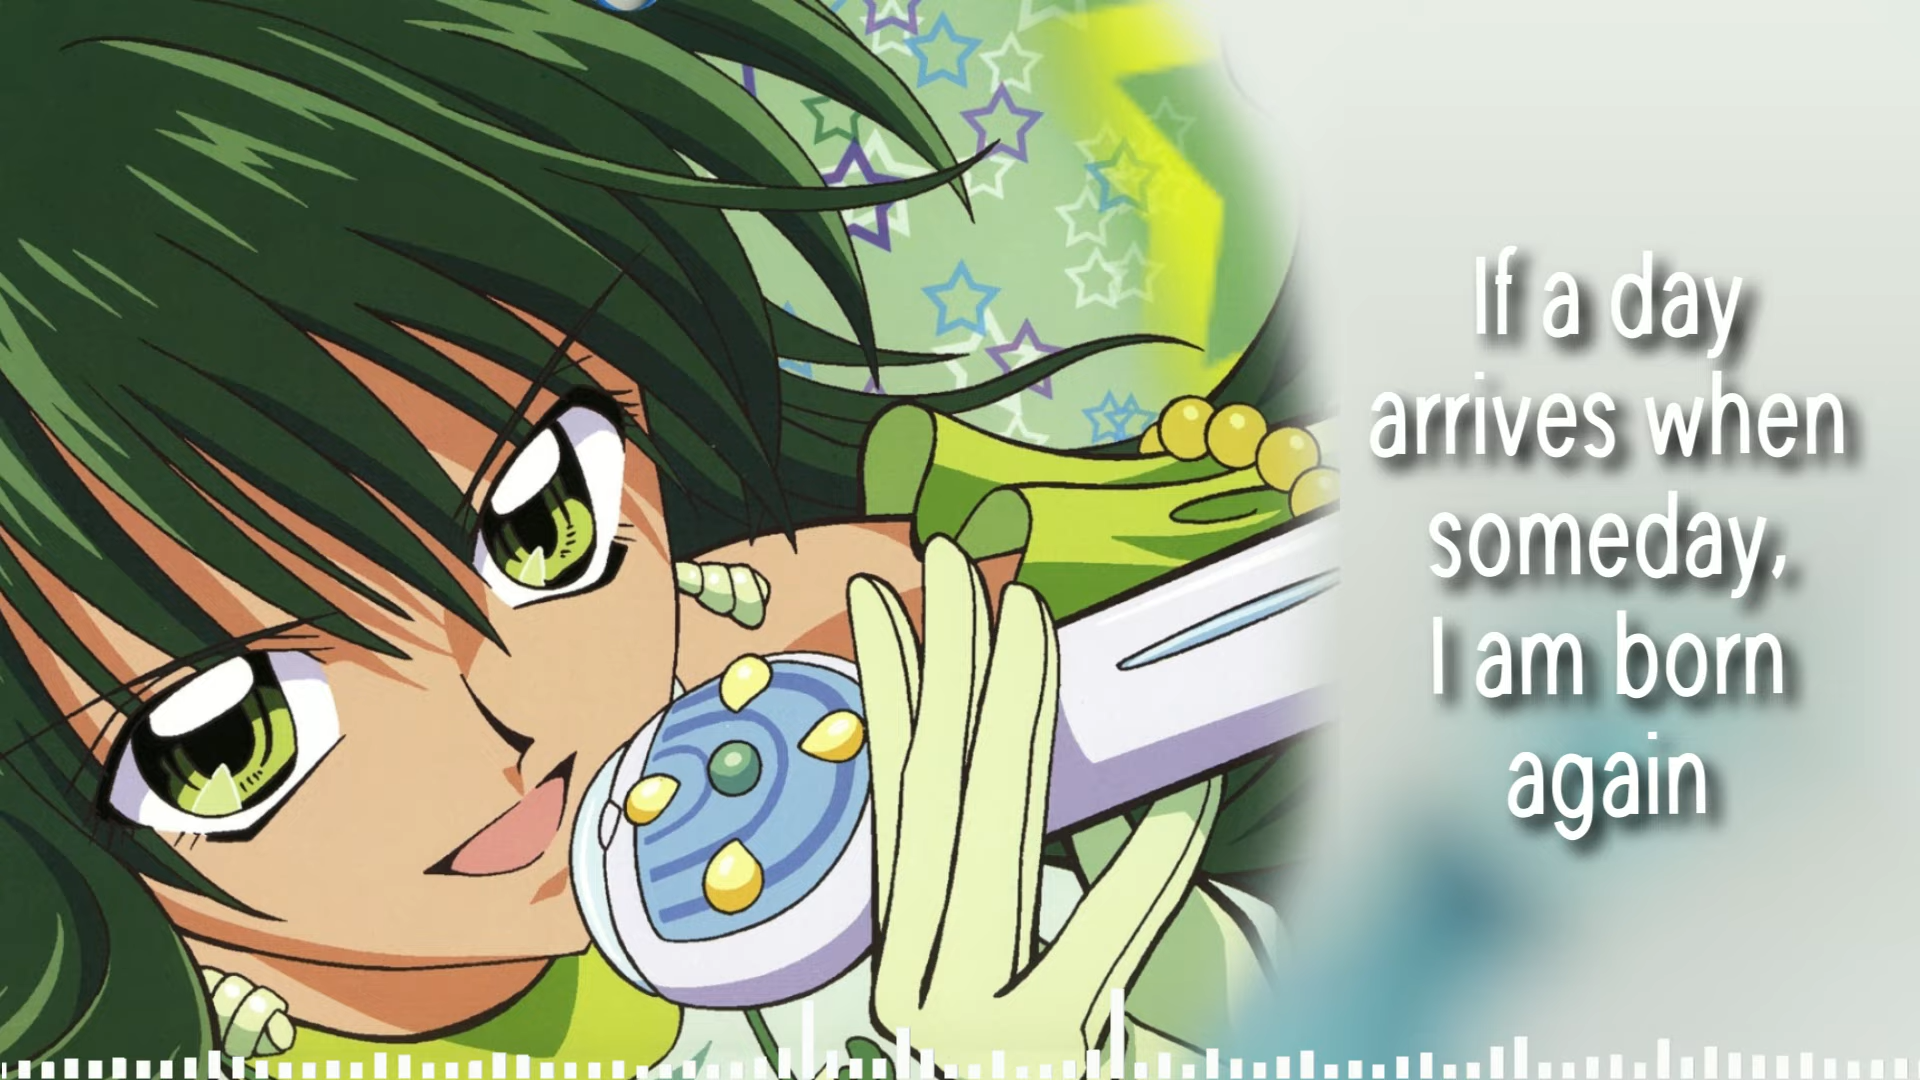 If a day
arrives when
someday,
I am born
again